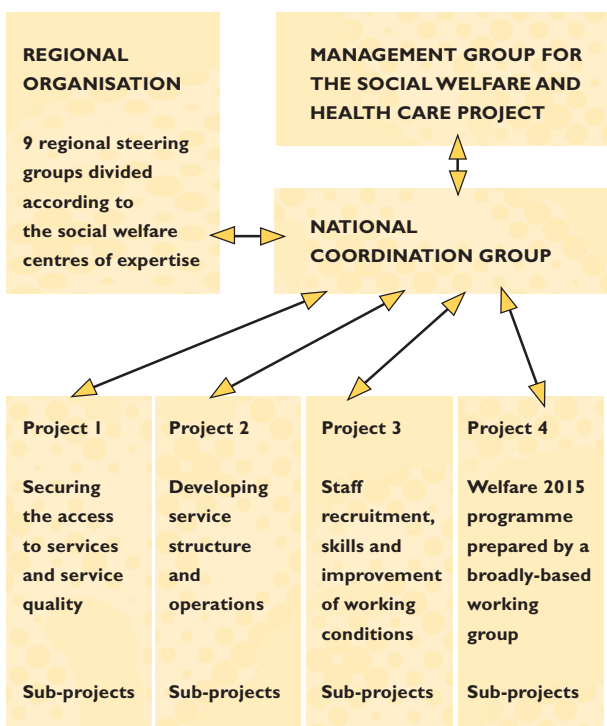 REGIONAL
ORGANISATION
9 regional steering
groups divided
according to
the social welfare
centres of expertise
MANAGEMENT GROUP FOR
THE SOCIAL WELFARE AND
HEALTH CARE PROJECT
NATIONAL
COORDINATION GROUP
Project 1
Securing
the access
to services
and service
quality
Sub-projects
Project 2
Developing
service
structure
and
operations
Sub-projects
Project 3
Staff
recruitment,
skills and
improvement
of working
conditions
Sub-projects
Project 4
Welfare 2015
programme
prepared by a
broadly-based
working
group
Sub-projects